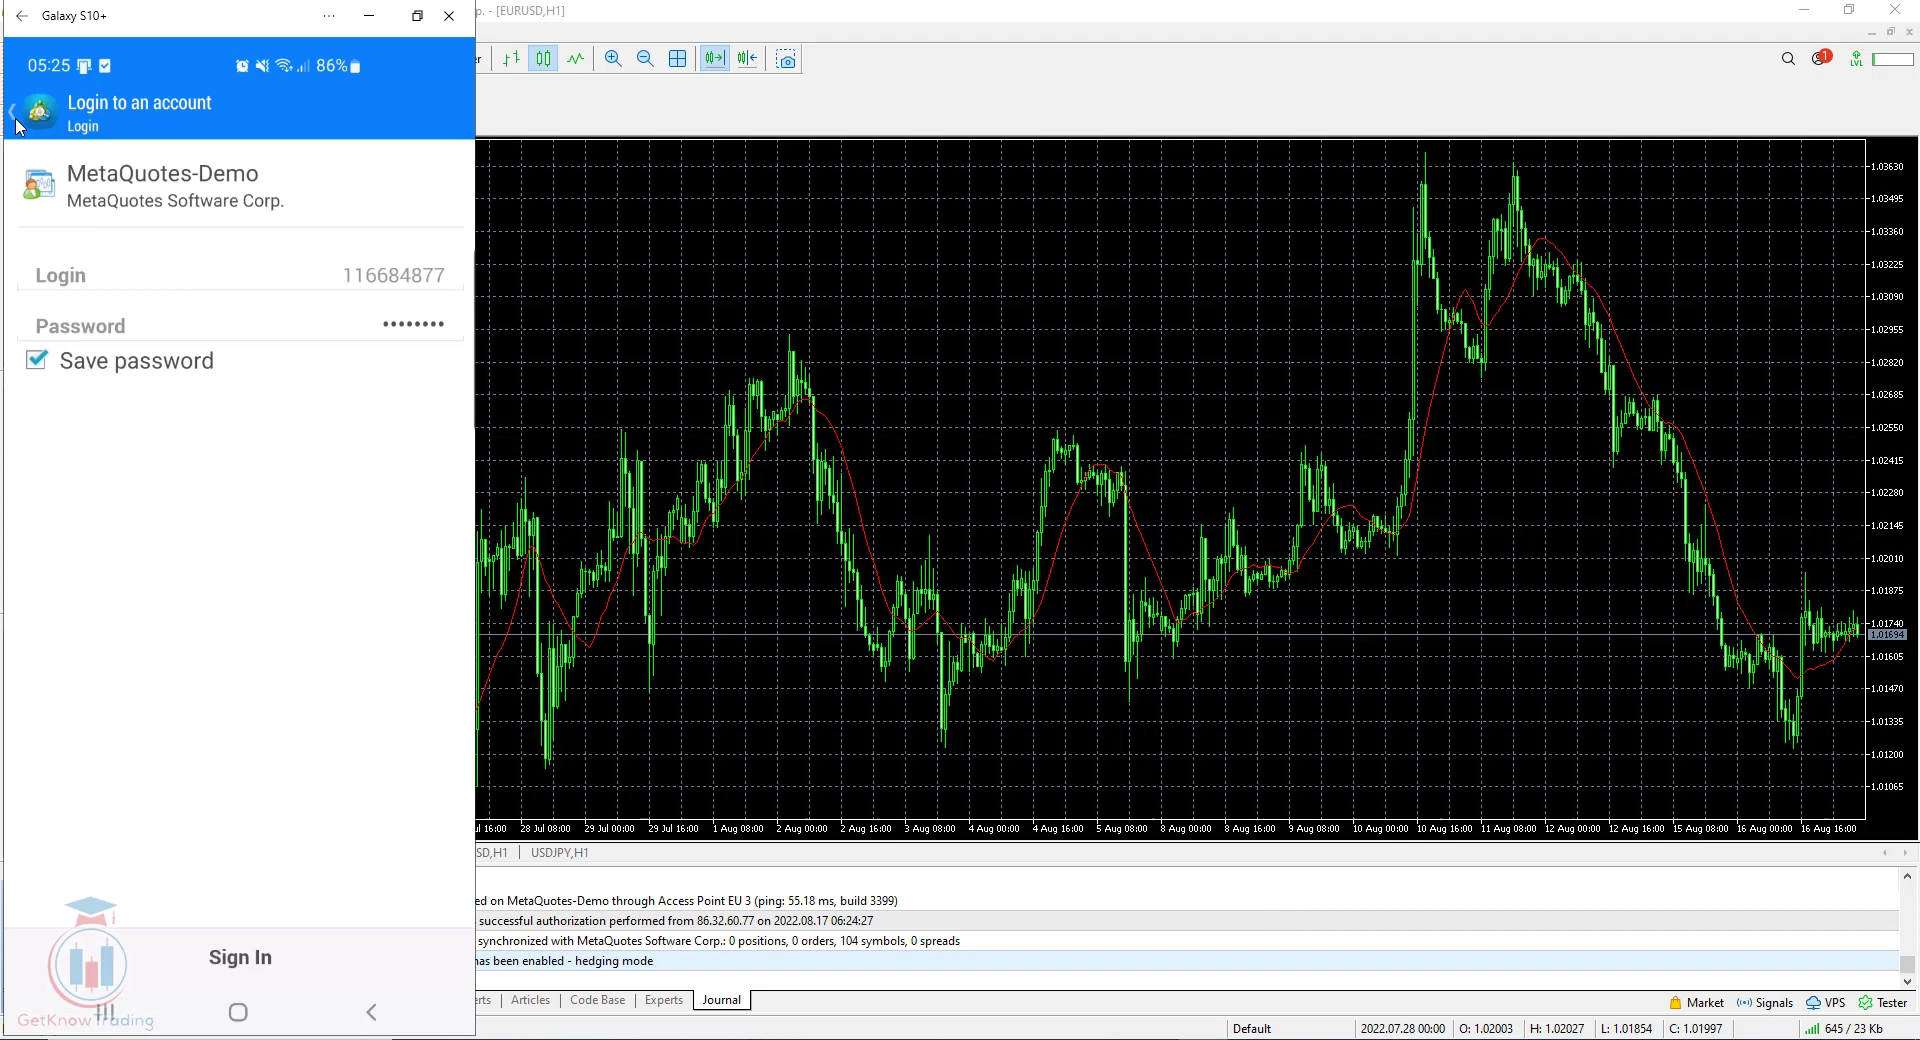 Galaxy S10+
p. - [EURUSD,H1]
05:25
86%
Login to an account
Login
MetaQuotes-Demo
MetaQuotes Software Corp.
Login 116684877
Password ••••••••
Save password
Sign In
GetKnowTrading
1
LVL
1.03630
1.03495
1.03360
1.03225
1.03090
1.02955
1.02820
1.02685
1.02550
1.02415
1.02280
1.02145
1.02010
1.01875
1.01740
1.01694
1.01605
1.01470
1.01335
1.01200
1.01065
ul 16:00 28 Jul 08:00 29 Jul 00:00 29 Jul 16:00 1 Aug 08:00 2 Aug 00:00 2 Aug 16:00 3 Aug 08:00 4 Aug 00:00 4 Aug 16:00 5 Aug 08:00 8 Aug 00:00 8 Aug 16:00 9 Aug 08:00 10 Aug 00:00 10 Aug 16:00 11 Aug 08:00 12 Aug 00:00 12 Aug 16:00 15 Aug 08:00 16 Aug 00:00 16 Aug 16:00
SD,H1 USDJPY,H1
ed on MetaQuotes-Demo through Access Point EU 3 (ping: 55.18 ms, build 3399)
successful authorization performed from 86.32.60.77 on 2022.08.17 06:24:27
synchronized with MetaQuotes Software Corp.: 0 positions, 0 orders, 104 symbols, 0 spreads
has been enabled - hedging mode
erts Articles Code Base Experts Journal
Market Signals VPS Tester
Default 2022.07.28 00:00 O: 1.02003 H: 1.02027 L: 1.01854 C: 1.01997 645 / 23 Kb